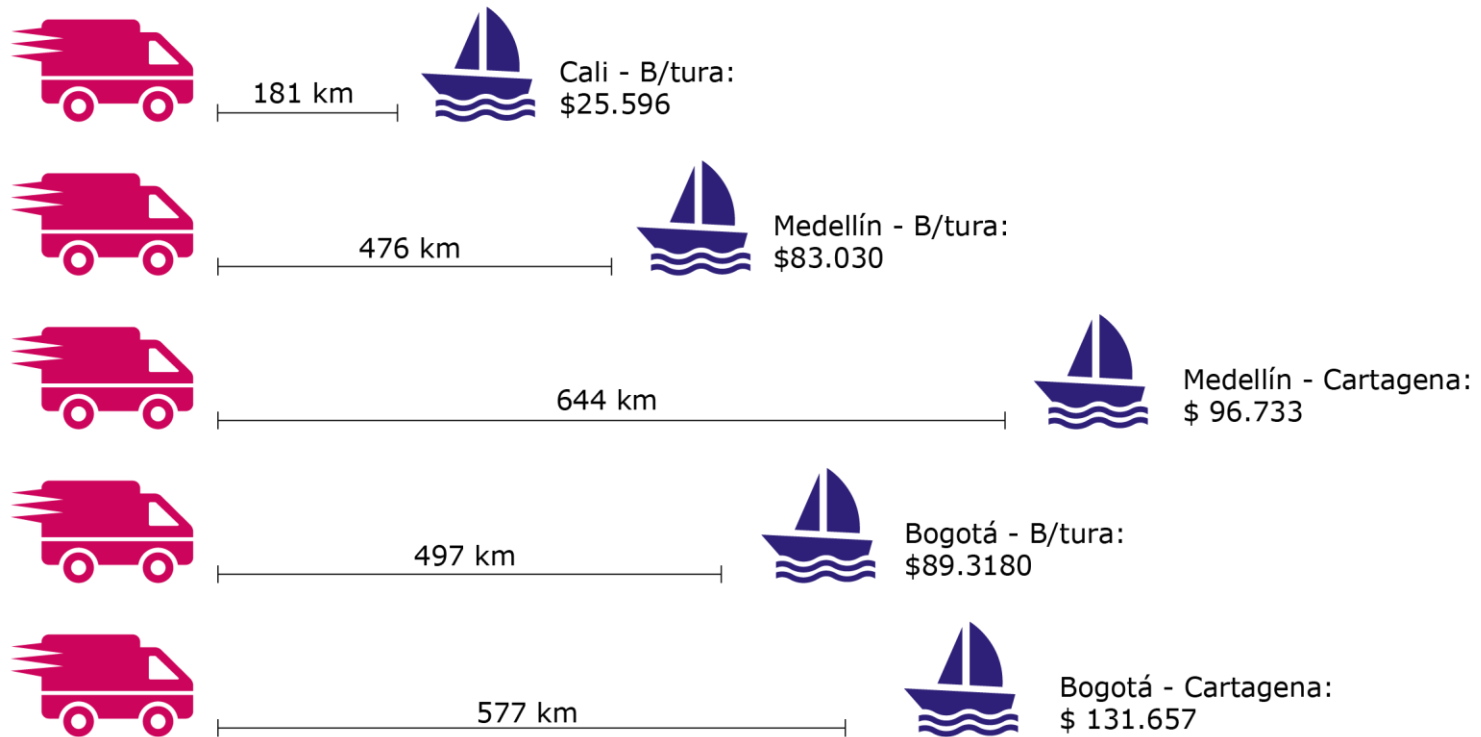 181 km
Cali - B/tura:
$25.596
476 km
Medellín - B/tura:
$83.030
644 km
Medellín - Cartagena:
$ 96.733
497 km
Bogotá - B/tura:
$89.3180
577 km
Bogotá - Cartagena:
$ 131.657